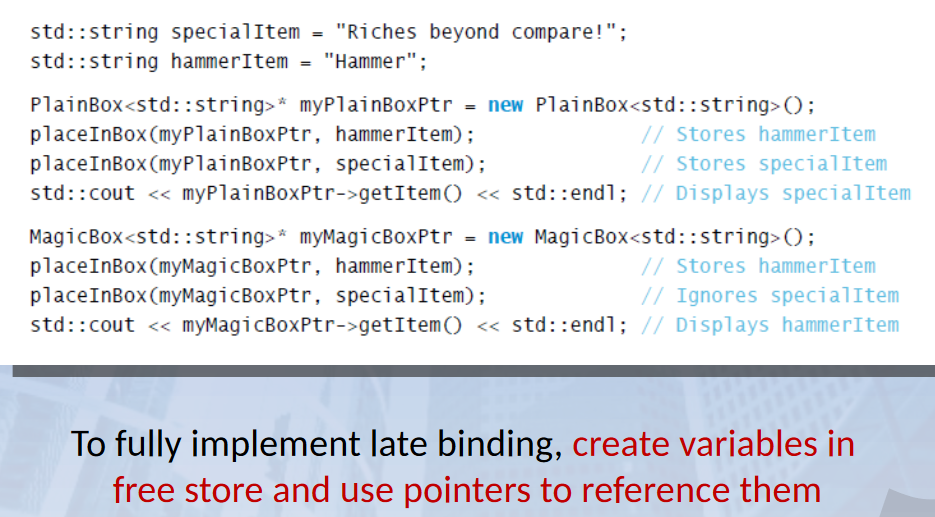 std::string specialItem = "Riches beyond compare!";
std::string hammerItem = "Hammer";
PlainBox<std::string>* myPlainBoxPtr = new PlainBox<std::string>();
placeInBox(myPlainBoxPtr, hammerItem); // Stores hammerItem
placeInBox(myPlainBoxPtr, specialItem); // Stores specialItem
std::cout << myPlainBoxPtr->getItem() << std::endl; // Displays specialItem
MagicBox<std::string>* myMagicBoxPtr = new MagicBox<std::string>();
placeInBox(myMagicBoxPtr, hammerItem); // Stores hammerItem
placeInBox(myMagicBoxPtr, specialItem); // Ignores specialItem
std::cout << myMagicBoxPtr->getItem() << std::endl; // Displays hammerItem
To fully implement late binding, create variables in
free store and use pointers to reference them